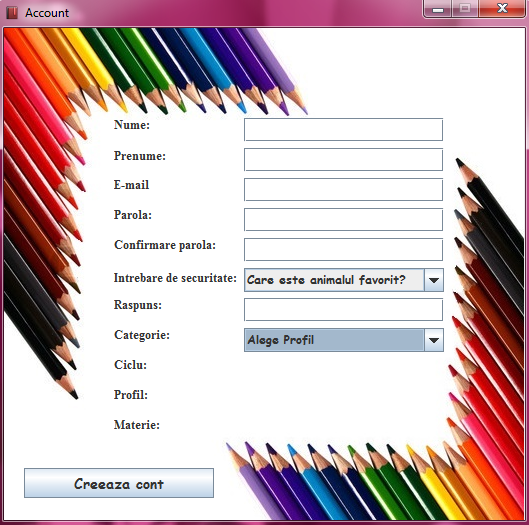 Account
Nume:
Prenume:
E-mail
Parola:
Confirmare parola:
Intrebare de securitate: Care este animalul favorit?
Raspuns:
Categorie: Alege Profil
Ciclu:
Profil:
Materie:
Creeaza cont